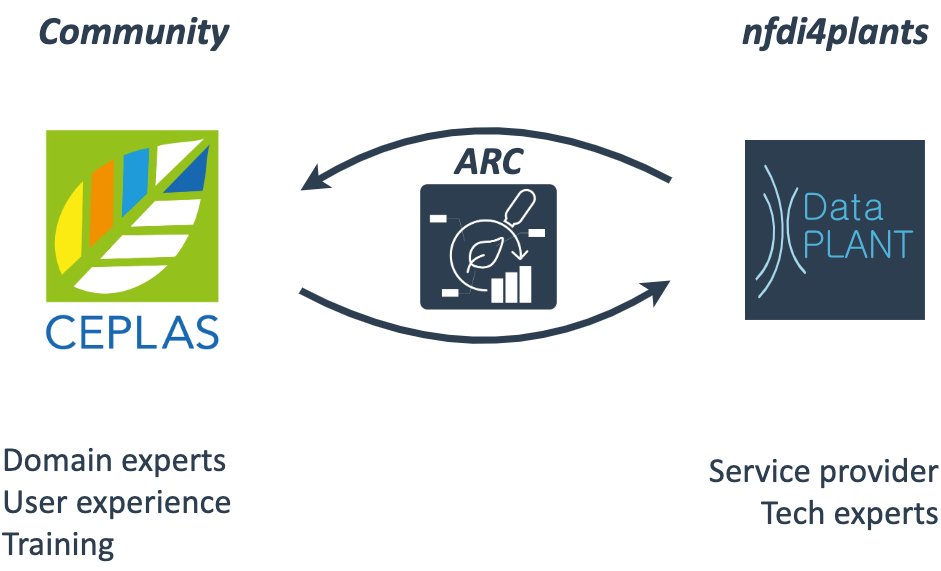 Community
nfdi4plants
ARC
Data
PLANT
CEPLAS
Domain experts
User experience
Training
Service provider
Tech experts